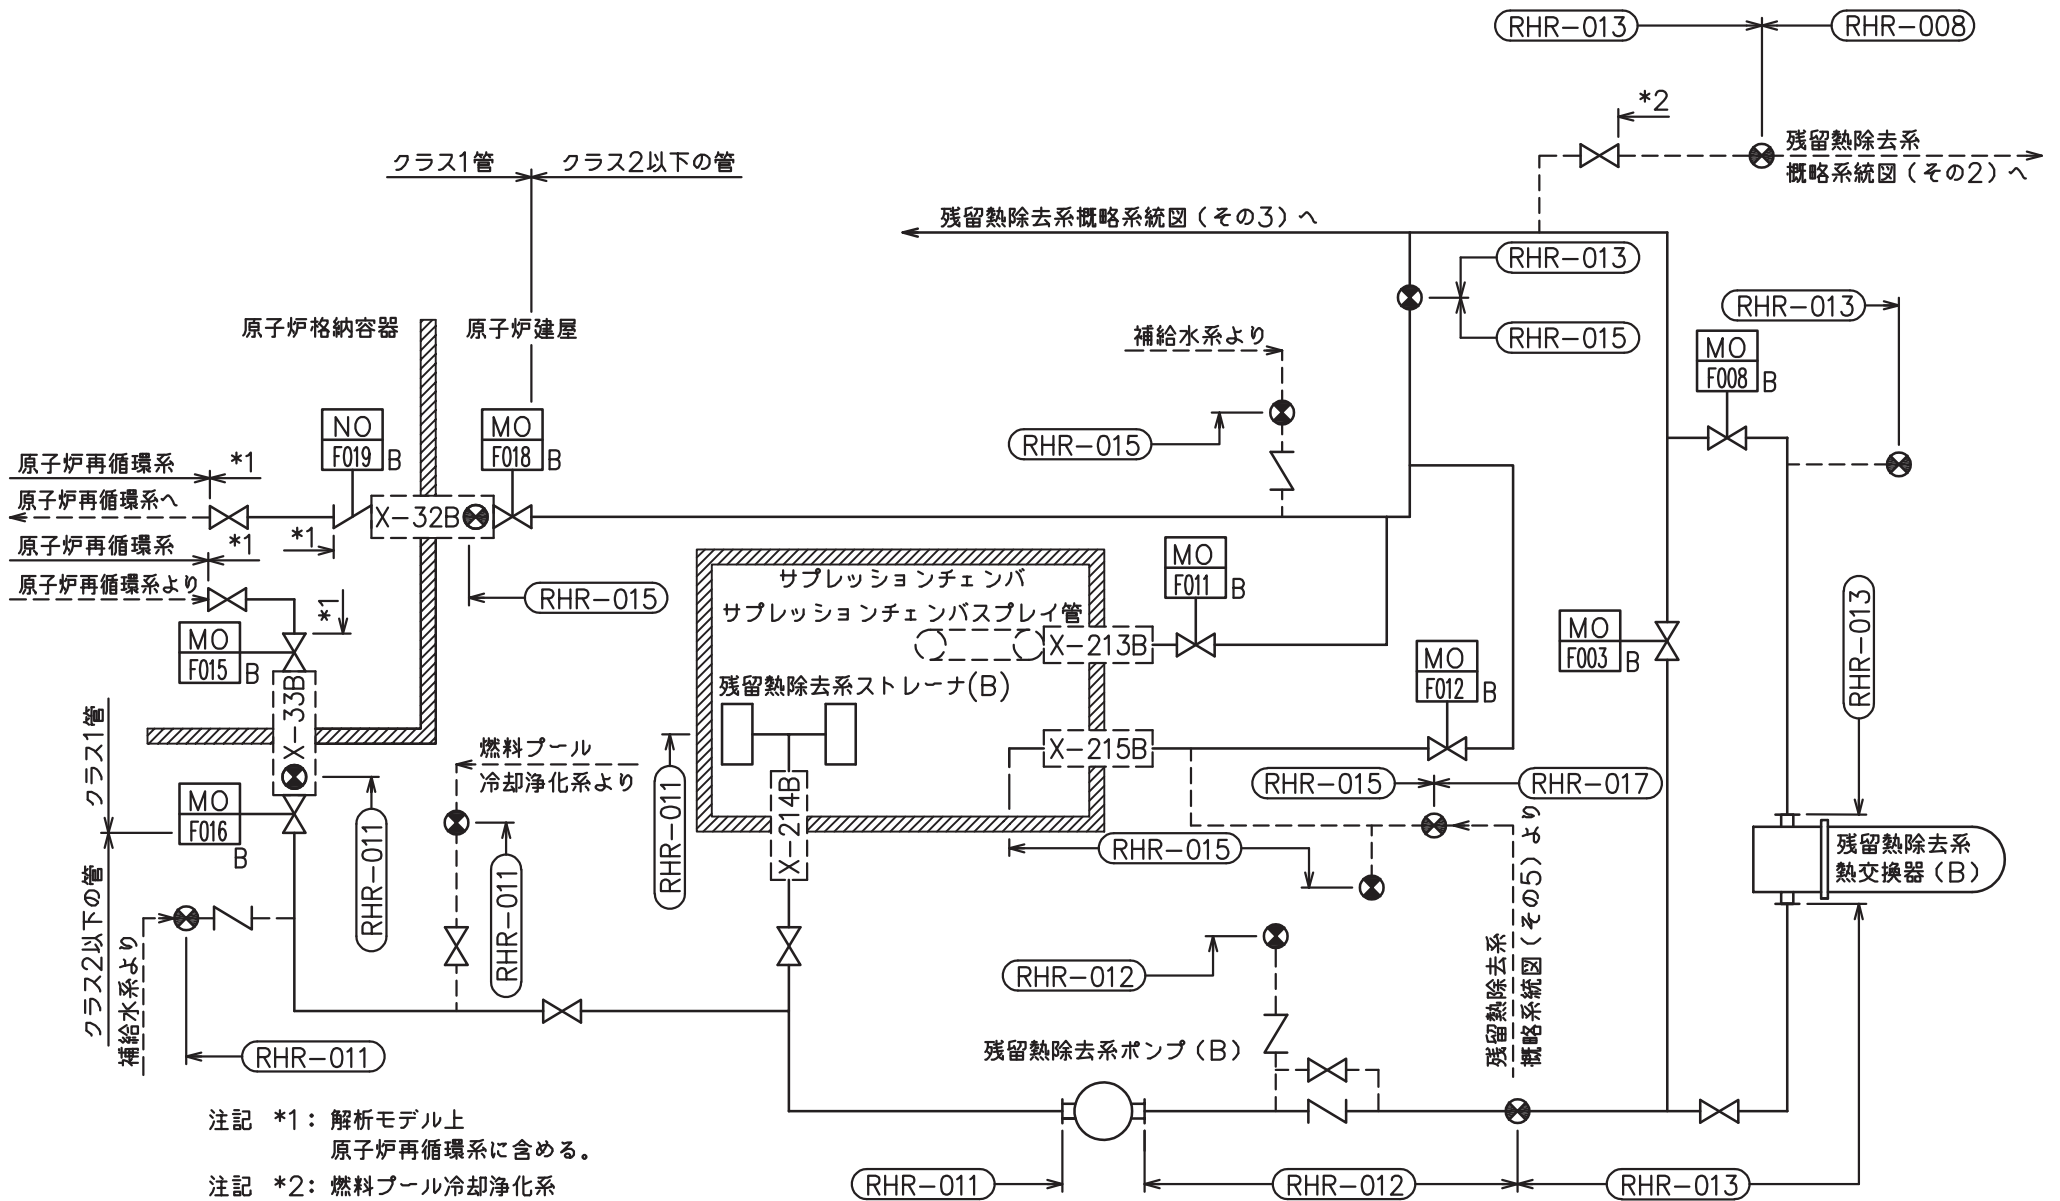 RHR-013
RHR-008
*2
残留熱除去系
概略系統図(その2)へ
クラス1管
クラス2以下の管
残留熱除去系概略系統図(その3)へ
RHR-013
RHR-015
原子炉格納容器
原子炉建屋
補給水系より
RHR-013
MO
F008
B
NO
F019
B
MO
F018
B
RHR-015
原子炉再循環系
*1
原子炉再循環系へ
X-32B
*1
原子炉再循環系
*1
原子炉再循環系より
RHR-015
*1
サプレッションチェンバ
サプレッションチェンバスプレイ管
MO
F011
B
X-213B
MO
F015
B
X-33B
MO
F003
B
RHR-013
残留熱除去系ストレーナ(B)
MO
F012
B
X-215B
クラス1管
クラス2以下の管
燃料プール
冷却浄化系より
RHR-011
X-214B
MO
F016
B
RHR-011
RHR-011
RHR-015
RHR-017
RHR-015
残留熱除去系
熱交換器(B)
補給水系より
RHR-011
RHR-012
残留熱除去系
概略系統図(その5)より
残留熱除去系ポンプ(B)
注記 *1: 解析モデル上
原子炉再循環系に含める。
注記 *2: 燃料プール冷却浄化系
RHR-011
RHR-012
RHR-013